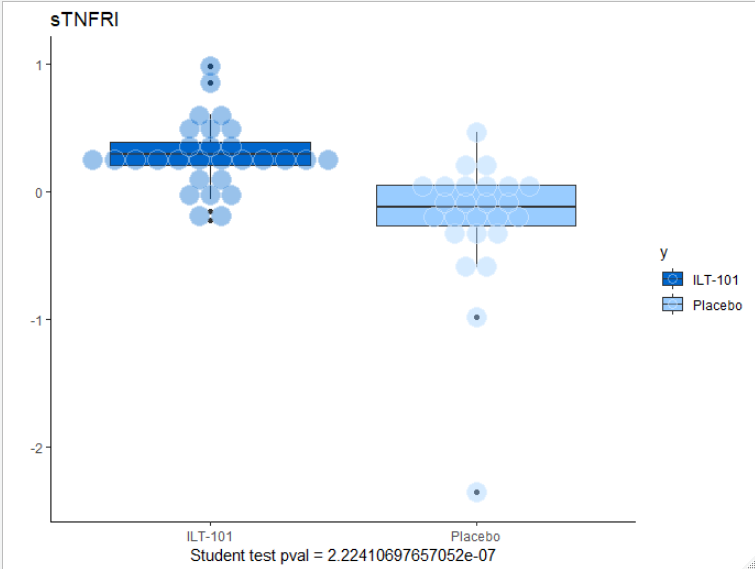 sTNFRI
1
0
-1
-2
ILT-101 Placebo
Student test pval = 2.22410697657052e-07
y
ILT-101
Placebo